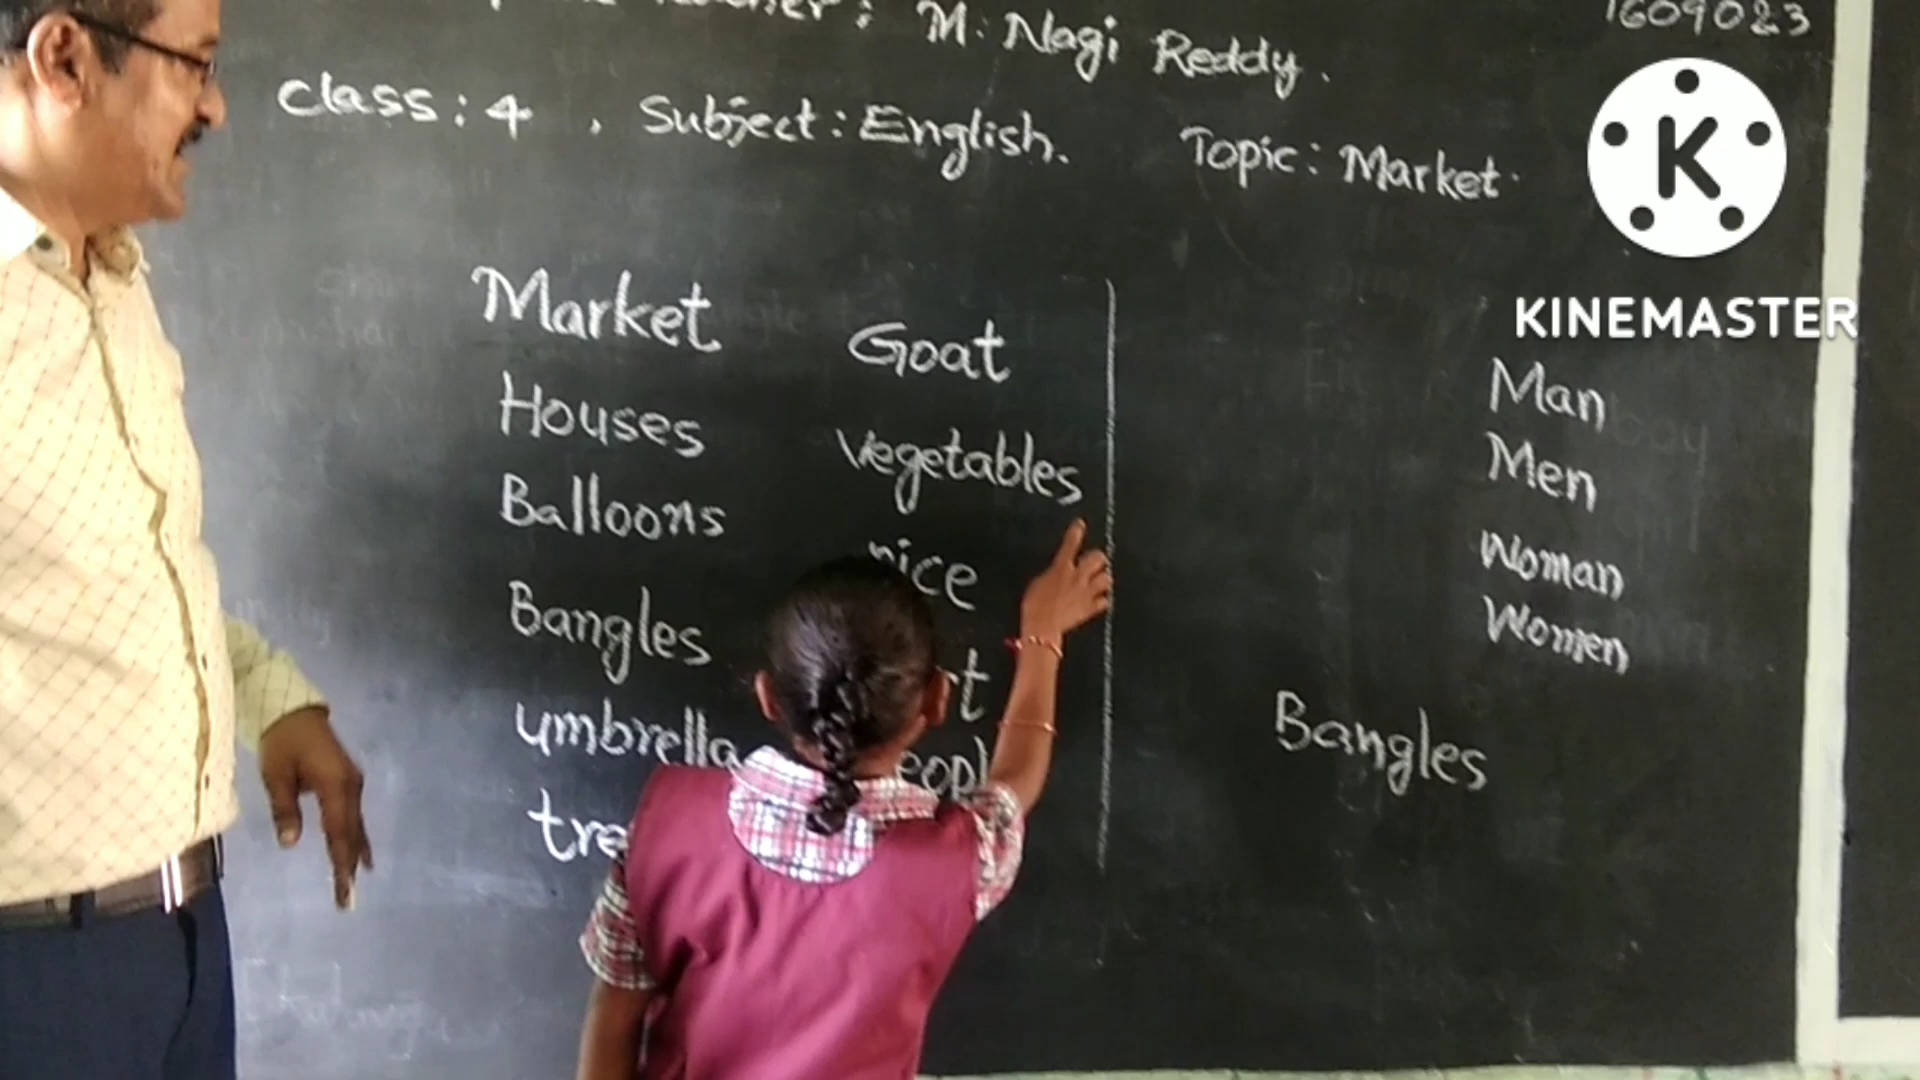 M. Nagi Reddy.
1609023
Class: 4, Subject: English. Topic: Market.
KINEMASTER
Market
Houses
Balloons
Bangles
umbrella
Goat
Vegetables
rice
Man
Men
Woman
Women
Bangles